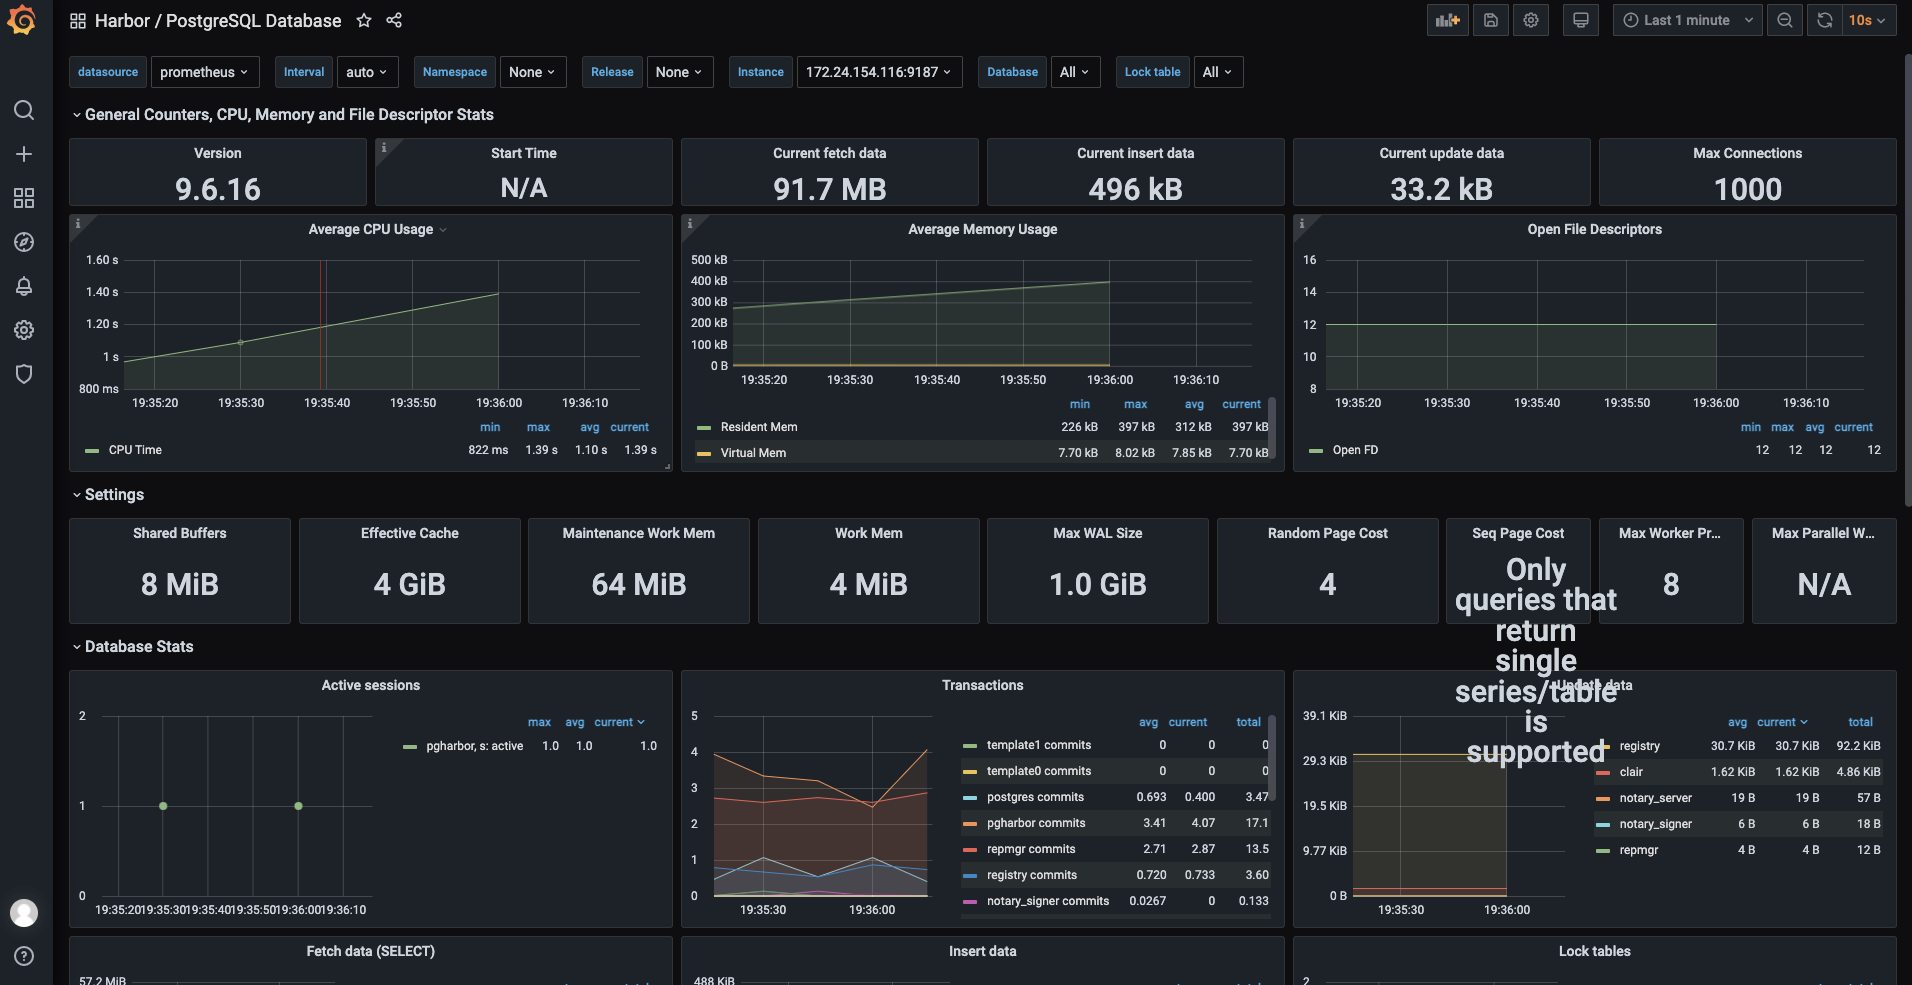 Harbor / PostgreSQL Database
Last 1 minute
10s
datasource prometheus Interval auto Namespace None Release None Instance 172.24.154.116:9187 Database All Lock table All
General Counters, CPU, Memory and File Descriptor Stats
Version
9.6.16
Start Time
N/A
Current fetch data
91.7 MB
Current insert data
496 kB
Current update data
33.2 kB
Max Connections
1000
Average CPU Usage
1.60 s
1.40 s
1.20 s
1 s
800 ms
19:35:20 19:35:30 19:35:40 19:35:50 19:36:00 19:36:10
min max avg current
CPU Time 822 ms 1.39 s 1.10 s 1.39 s
Average Memory Usage
500 kB
400 kB
300 kB
200 kB
100 kB
0 B
19:35:20 19:35:30 19:35:40 19:35:50 19:36:00 19:36:10
min max avg current
Resident Mem 226 kB 397 kB 312 kB 397 kB
Virtual Mem 7.70 kB 8.02 kB 7.85 kB 7.70 kB
Open File Descriptors
16
14
12
10
8
19:35:20 19:35:30 19:35:40 19:35:50 19:36:00 19:36:10
min max avg current
Open FD 12 12 12 12
Settings
Shared Buffers
8 MiB
Effective Cache
4 GiB
Maintenance Work Mem
64 MiB
Work Mem
4 MiB
Max WAL Size
1.0 GiB
Random Page Cost
4
Seq Page Cost
Only
queries that
return
single
series/table
is
supported
Max Worker Pr...
8
Max Parallel W...
N/A
Database Stats
Active sessions
2
1
0
19:35:20 19:35:30 19:35:40 19:35:50 19:36:00 19:36:10
max avg current
pgharbor, s: active 1.0 1.0 1.0
Transactions
5
4
3
2
1
0
19:35:30 19:36:00
avg current total
template1 commits 0 0 0
template0 commits 0 0 0
postgres commits 0.693 0.400 3.47
pgharbor commits 3.41 4.07 17.1
repmgr commits 2.71 2.87 13.5
registry commits 0.720 0.733 3.60
notary_signer commits 0.0267 0 0.133
Update data
39.1 KiB
29.3 KiB
19.5 KiB
9.77 KiB
0 B
19:35:30 19:36:00
avg current total
registry 30.7 KiB 30.7 KiB 92.2 KiB
clair 1.62 KiB 1.62 KiB 4.86 KiB
notary_server 19 B 19 B 57 B
notary_signer 6 B 6 B 18 B
repmgr 4 B 4 B 12 B
Fetch data (SELECT)
57.2 MiB
Insert data
488 KiB
Lock tables
2